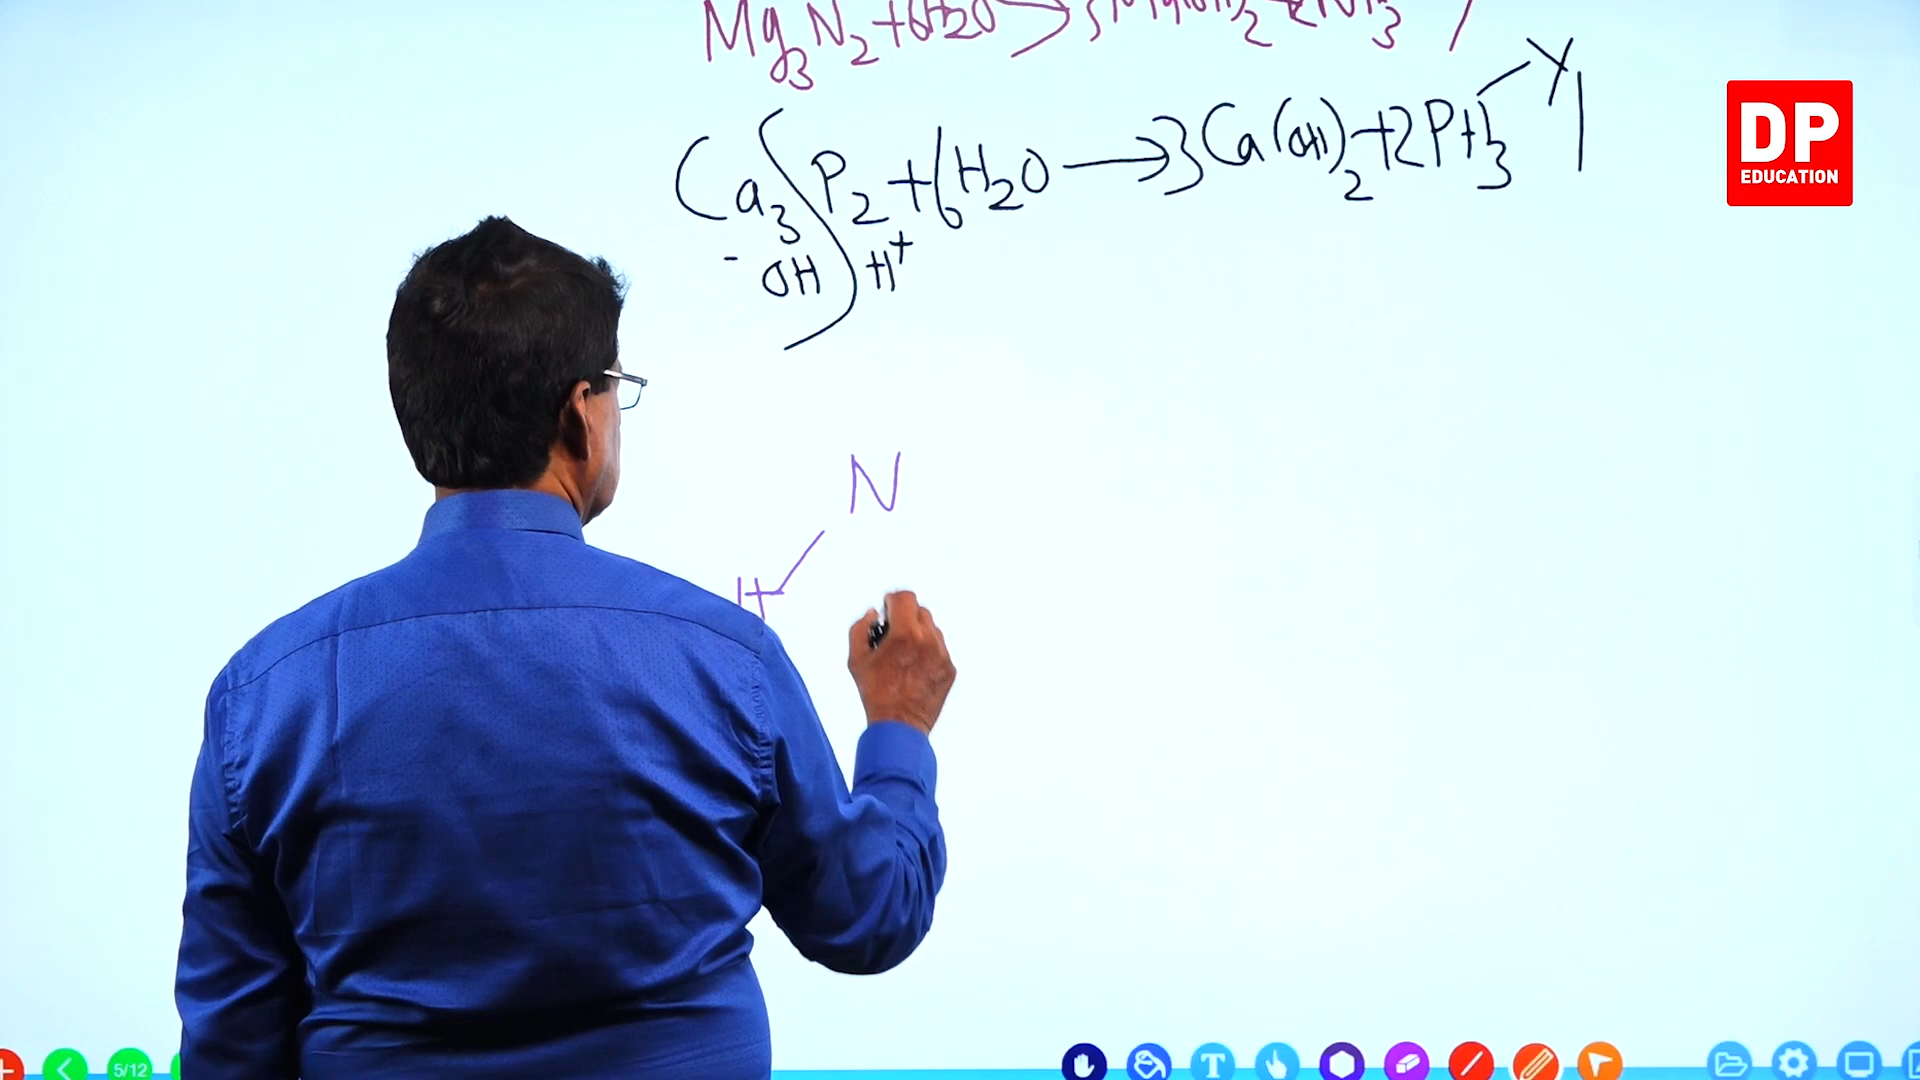 Mg₃N₂ + 6H₂O → 3Mg(OH)₂ + 2NH₃
Ca₃P₂ + 6H₂O → 3Ca(OH)₂ + 2PH₃ Y
⁻OH H⁺
DP
EDUCATION
N
H
5/12
T